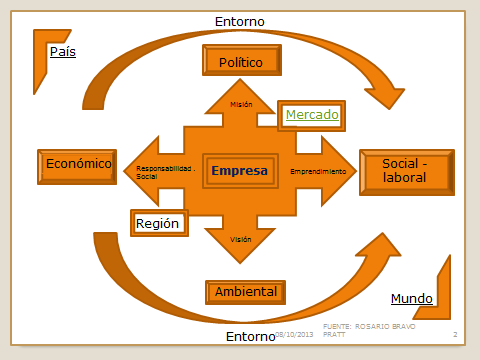 Entorno
País
Político
Misión
Mercado
Económico
Responsabilidad .
Social
Empresa
Emprendimiento
Social -
laboral
Región
Visión
Ambiental
Mundo
Entorno
08/10/2013
FUENTE: ROSARIO BRAVO
PRATT
2